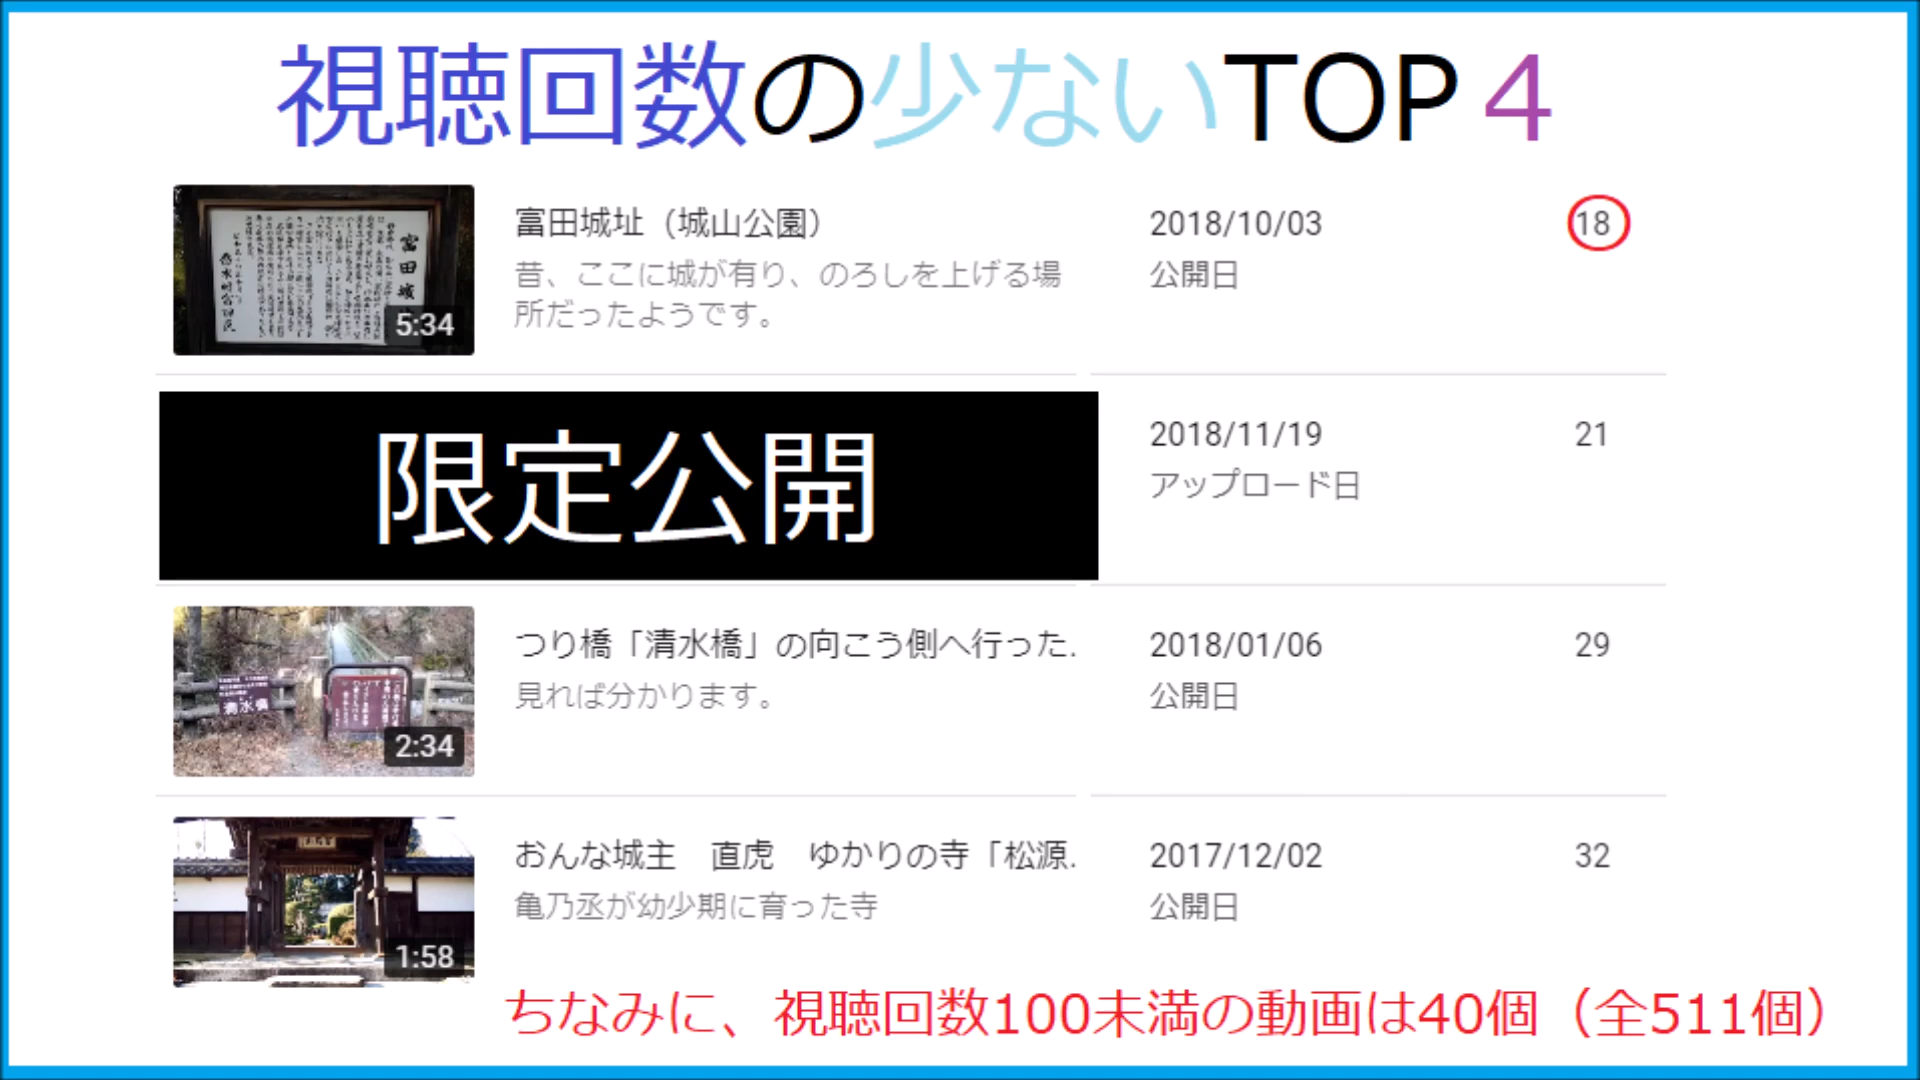 視聴回数の少ないTOP４
富田城址（城山公園）
2018/10/03
18
昔、ここに城が有り、のろしを上げる場
所だったようです。
公開日
5:34
限定公開
2018/11/19
21
アップロード日
つり橋「清水橋」の向こう側へ行った.
2018/01/06
29
見れば分かります。
公開日
清水橋
2:34
おんな城主　直虎　ゆかりの寺「松源.
2017/12/02
32
亀乃丞が幼少期に育った寺
公開日
1:58
ちなみに、視聴回数100未満の動画は40個（全511個）